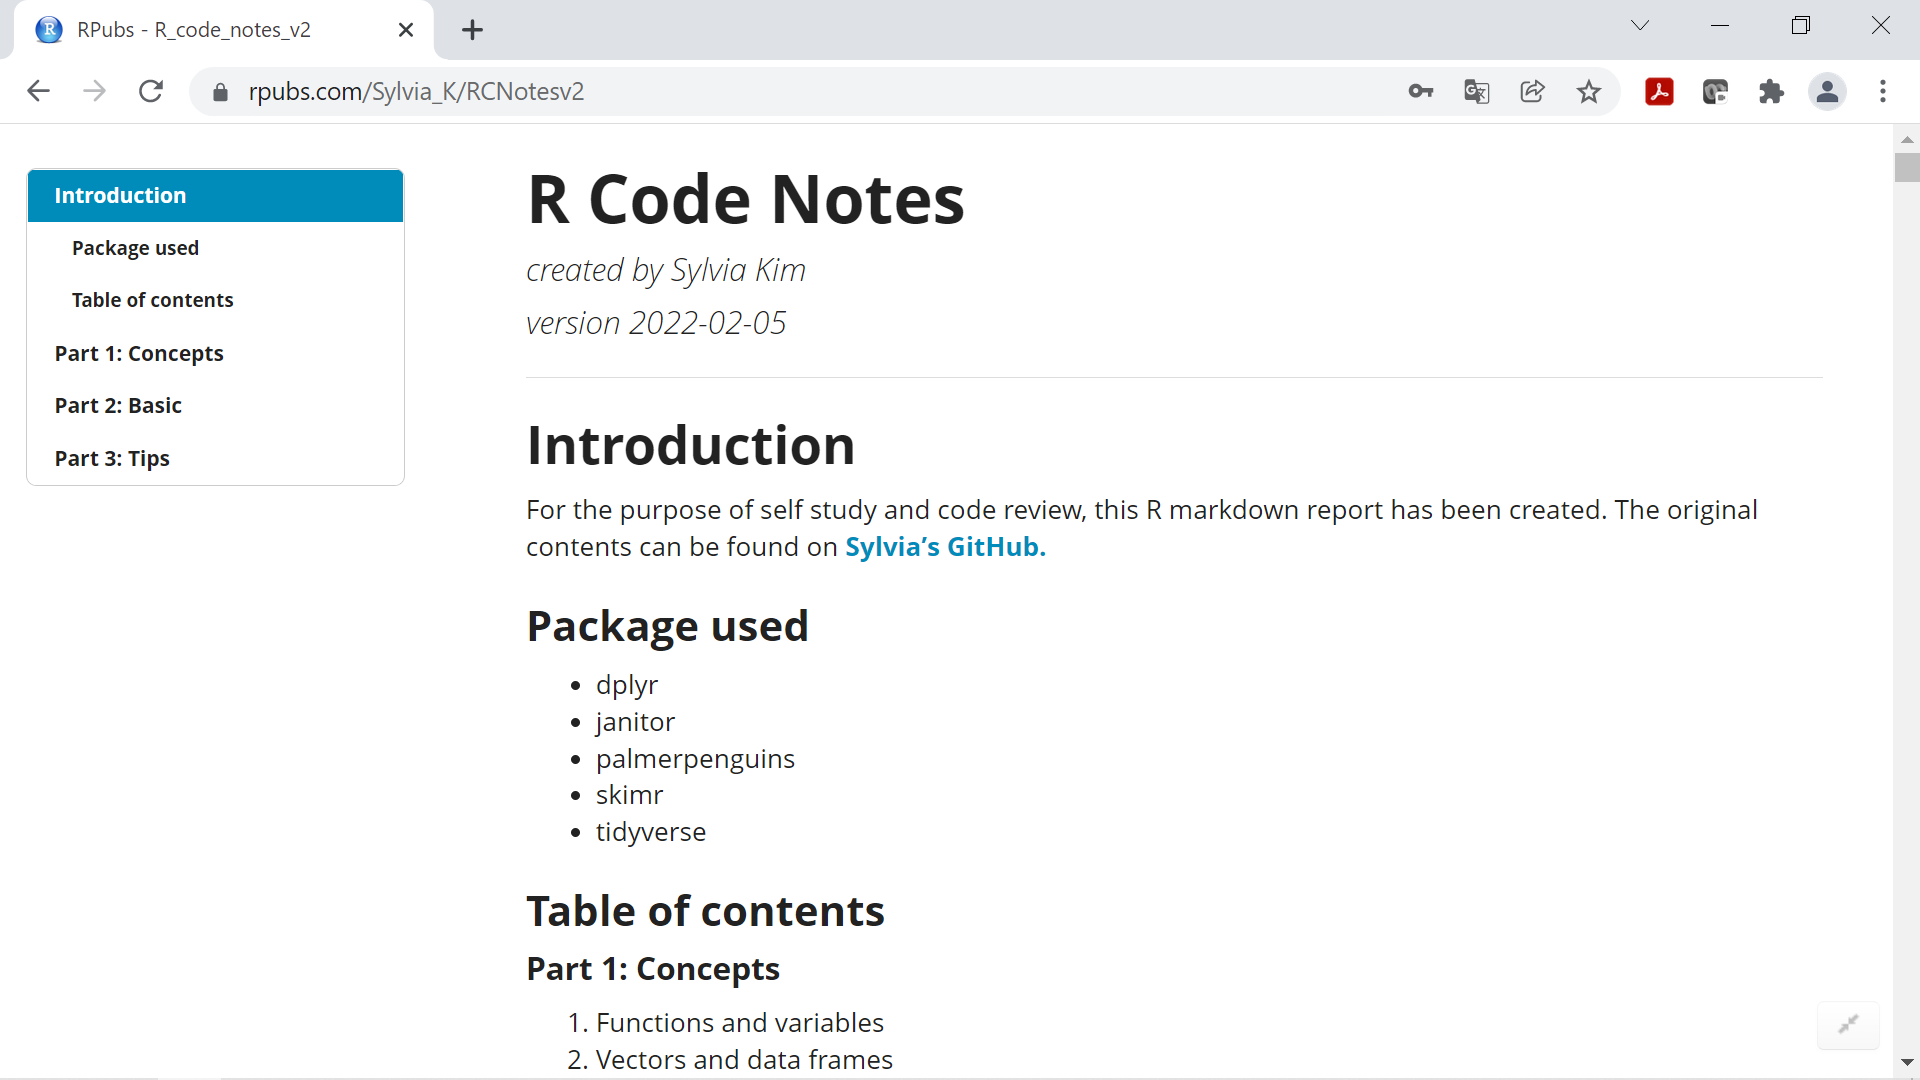 RPubs - R_code_notes_v2
rpubs.com/Sylvia_K/RCNotesv2
Introduction
Package used
Table of contents
Part 1: Concepts
Part 2: Basic
Part 3: Tips
R Code Notes
created by Sylvia Kim
version 2022-02-05
Introduction
For the purpose of self study and code review, this R markdown report has been created. The original
contents can be found on Sylvia’s GitHub.
Package used
• dplyr
• janitor
• palmerpenguins
• skimr
• tidyverse
Table of contents
Part 1: Concepts
1. Functions and variables
2. Vectors and data frames